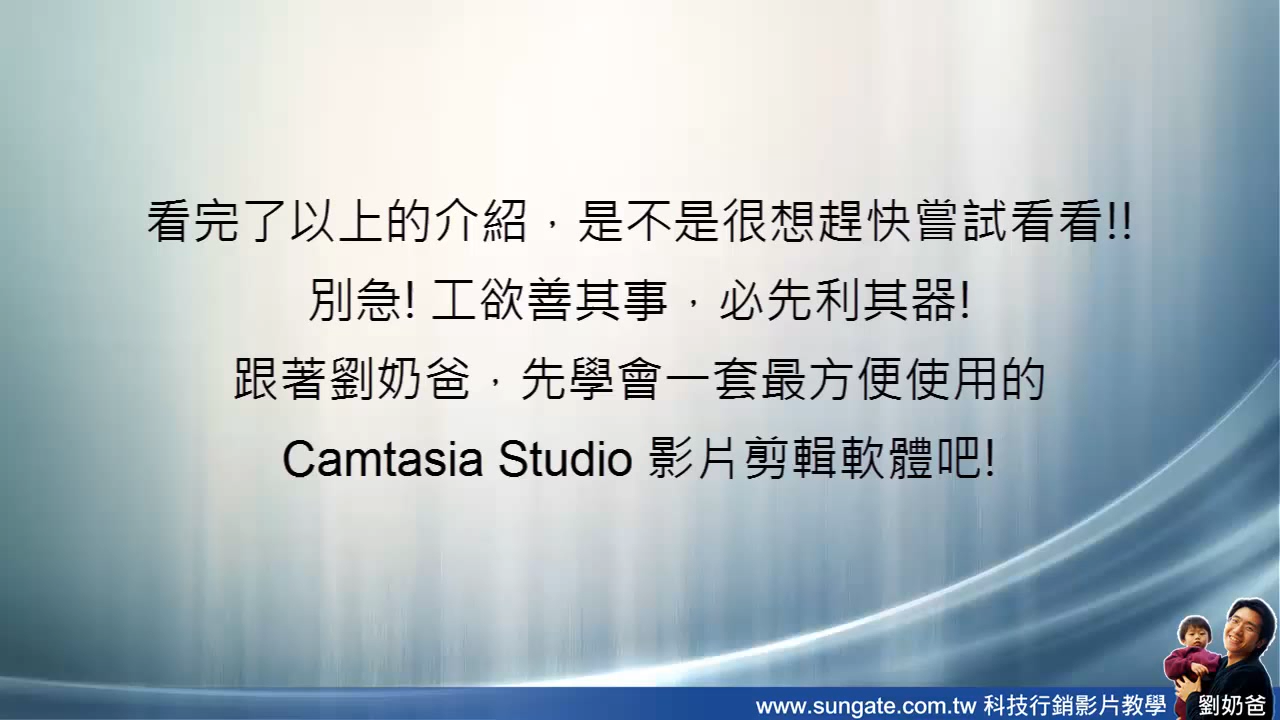 看完了以上的介紹，是不是很想趕快嘗試看看!!
別急! 工欲善其事，必先利其器!
跟著劉奶爸，先學會一套最方便使用的
Camtasia Studio 影片剪輯軟體吧!
www.sungate.com.tw 科技行銷影片教學
劉奶爸